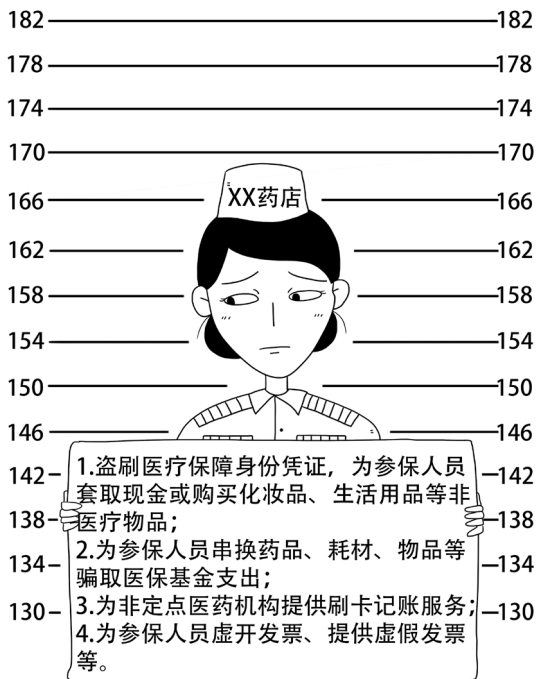 182 182
178 178
174 174
170 170
166 166
XX药店
162 162
158 158
154 154
150 150
146 146
1.盗刷医疗保障身份凭证，为参保人员
142 142
套取现金或购买化妆品、生活用品等非
138 138
医疗物品；
2.为参保人员串换药品、耗材、物品等
134 134
骗取医保基金支出；
3.为非定点医药机构提供刷卡记账服务；
130 130
4.为参保人员虚开发票、提供虚假发票
等。